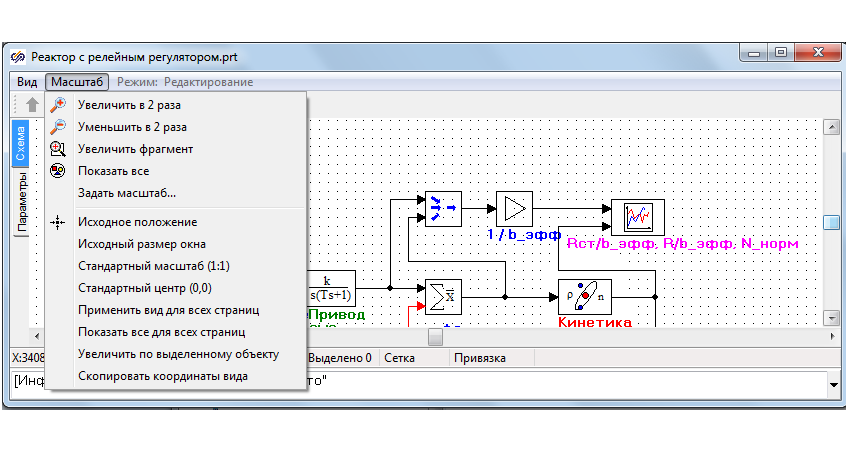 Реактор с релейным регулятором.prt
Вид Масштаб Режим: Редактирование
Увеличить в 2 раза
Уменьшить в 2 раза
Увеличить фрагмент
Показать все
Задать масштаб...
Исходное положение
Исходный размер окна
Стандартный масштаб (1:1)
Стандартный центр (0,0)
Применить вид для всех страниц
Показать все для всех страниц
Увеличить по выделенному объекту
Скопировать координаты вида
Схема
Параметры
1 / b_эфф
Rст/b_эфф, R/b_эфф, N_норм
k
s(Ts+1)
X
ρ n
Привод
Кинетика
X:3408 Выделено 0 Сетка Привязка